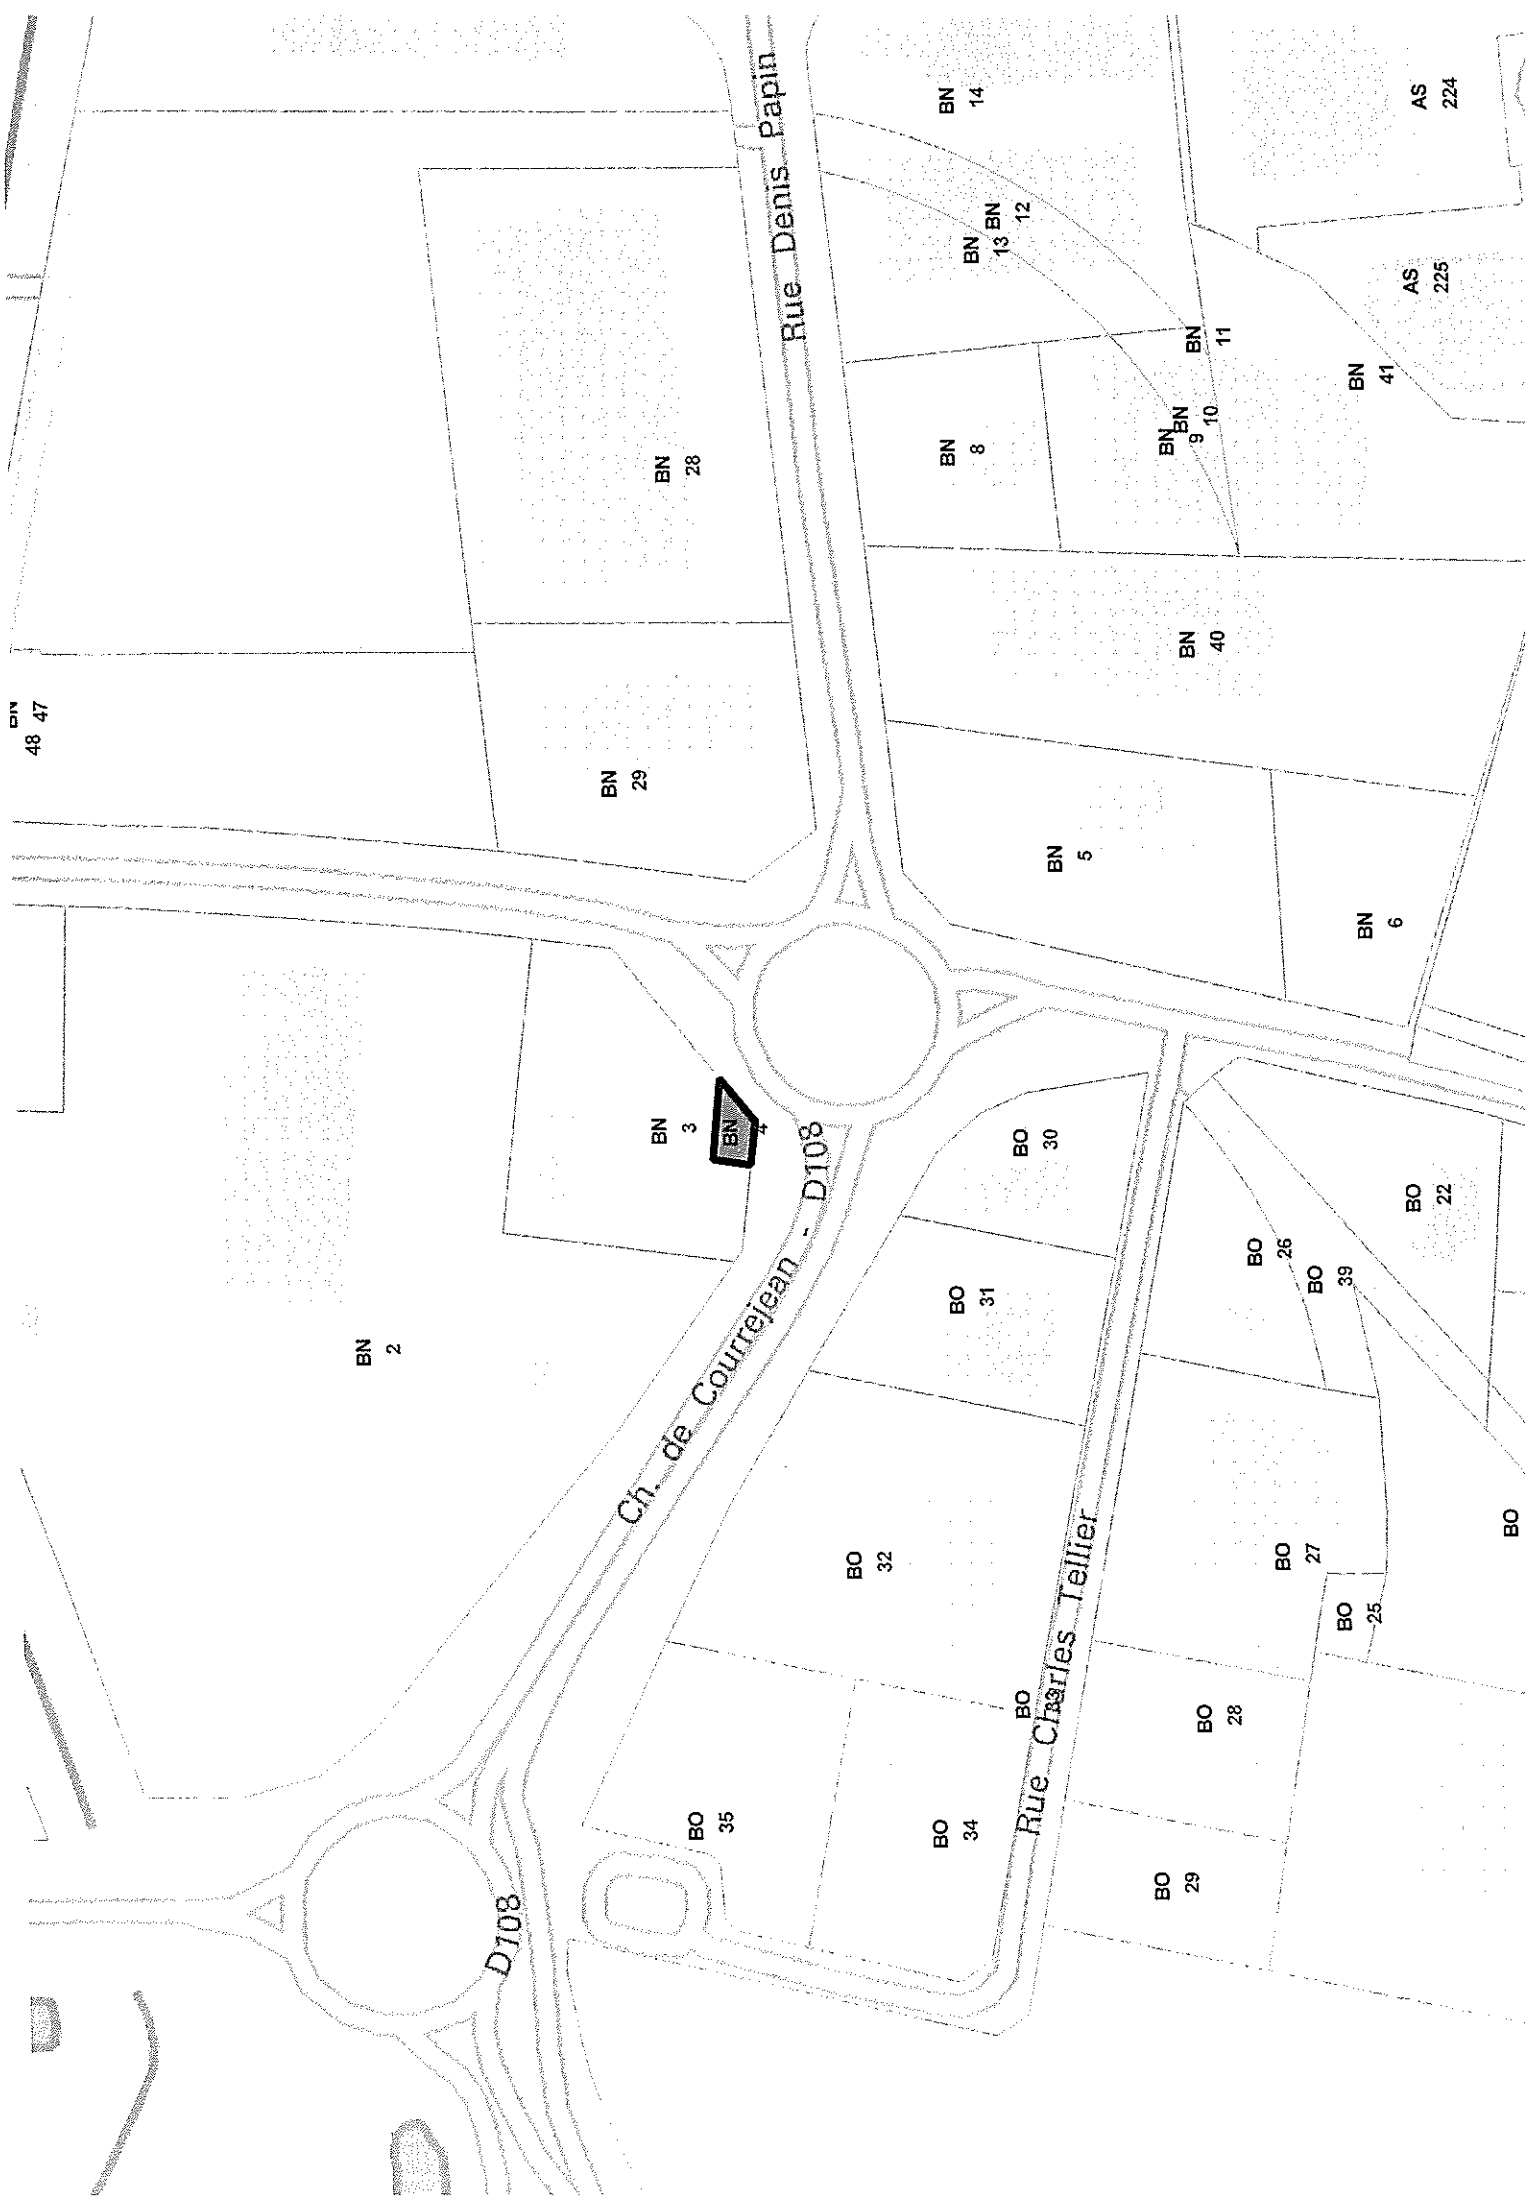 BN
48 47
BN
28
BN
29
Rue Denis Papin
BN
14
BN
12
BN
13
BN
8
BN
11
BN
10
BN
9
BN
41
AS
224
AS
225
BN
40
BN
5
BN
6
BN
2
BN
3
BN
4
Ch. de Courrejean - D108
D108
BO
30
BO
31
BO
32
BO
33
BO
34
BO
35
Rue Charles Tellier
BO
22
BO
26
BO
39
BO
27
BO
25
BO
28
BO
29
BO